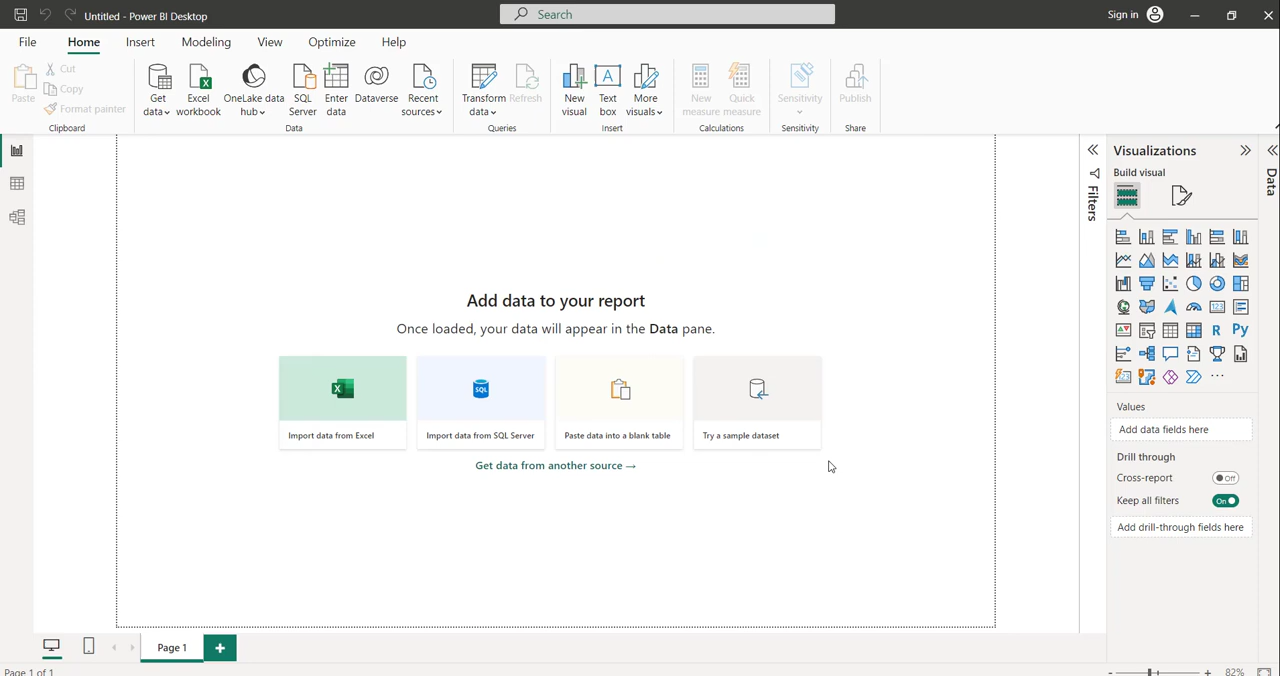 Untitled - Power BI Desktop
Search
Sign in
File Home Insert Modeling View Optimize Help
Paste
Cut
Copy
Format painter
Clipboard
Get data
Excel workbook
OneLake data hub
SQL Server
Enter data
Dataverse
Recent sources
Data
Transform data
Refresh
Queries
New visual
Text box
More visuals
Insert
New measure
Quick measure
Calculations
Sensitivity
Sensitivity
Publish
Share
Filters
Visualizations
Build visual
Data
R Py
123
Values
Add data fields here
Drill through
Cross-report Off
Keep all filters On
Add drill-through fields here
Add data to your report
Once loaded, your data will appear in the Data pane.
X
SQL
Import data from Excel
Import data from SQL Server
Paste data into a blank table
Try a sample dataset
Get data from another source →
Page 1
Page 1 of 1
82%